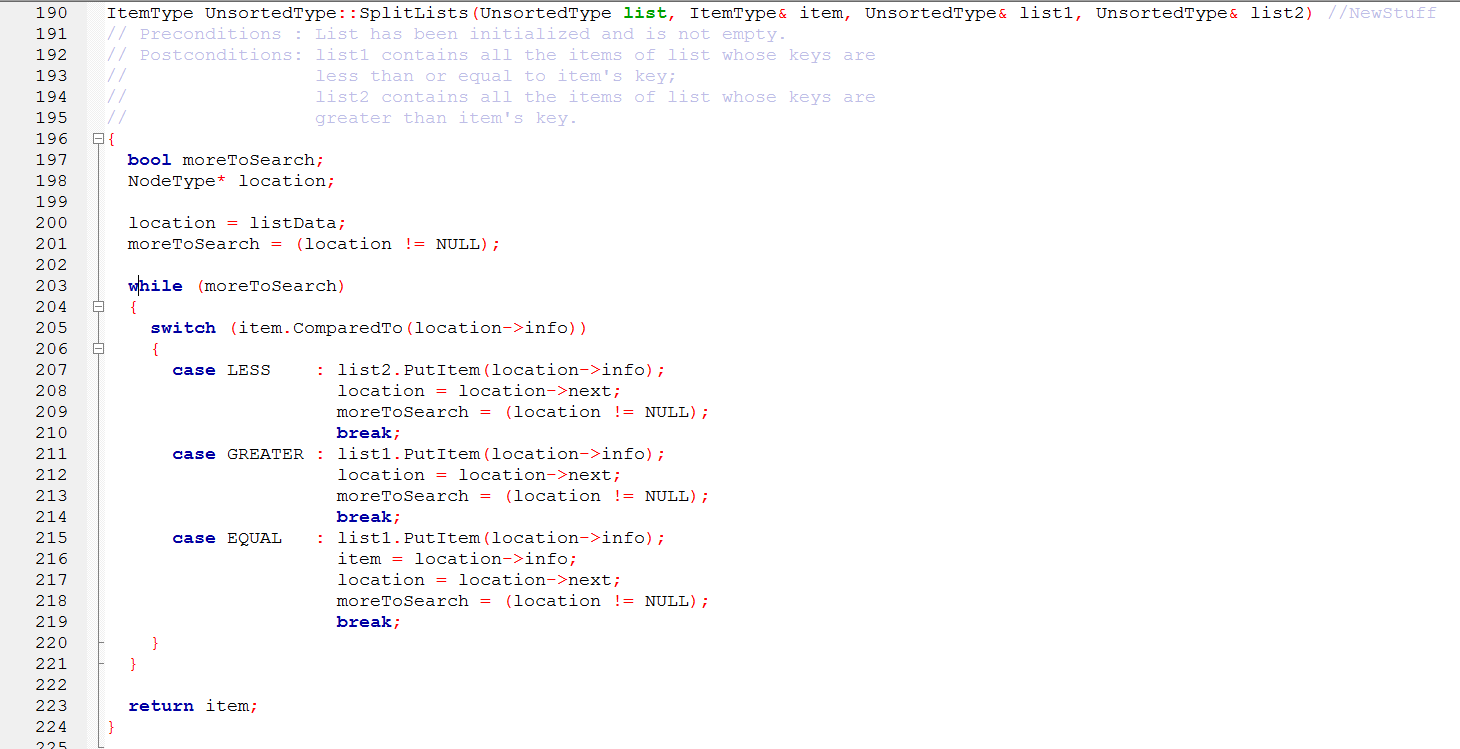 190 ItemType UnsortedType::SplitLists(UnsortedType list, ItemType& item, UnsortedType& list1, UnsortedType& list2) //NewStuff
191 // Preconditions : List has been initialized and is not empty.
192 // Postconditions: list1 contains all the items of list whose keys are
193 //                 less than or equal to item's key;
194 //                 list2 contains all the items of list whose keys are
195 //                 greater than item's key.
196 {
197   bool moreToSearch;
198   NodeType* location;
199
200   location = listData;
201   moreToSearch = (location != NULL);
202
203   while (moreToSearch)
204   {
205     switch (item.ComparedTo(location->info))
206     {
207       case LESS    : list2.PutItem(location->info);
208                      location = location->next;
209                      moreToSearch = (location != NULL);
210                      break;
211       case GREATER : list1.PutItem(location->info);
212                      location = location->next;
213                      moreToSearch = (location != NULL);
214                      break;
215       case EQUAL   : list1.PutItem(location->info);
216                      item = location->info;
217                      location = location->next;
218                      moreToSearch = (location != NULL);
219                      break;
220     }
221   }
222
223   return item;
224 }
225